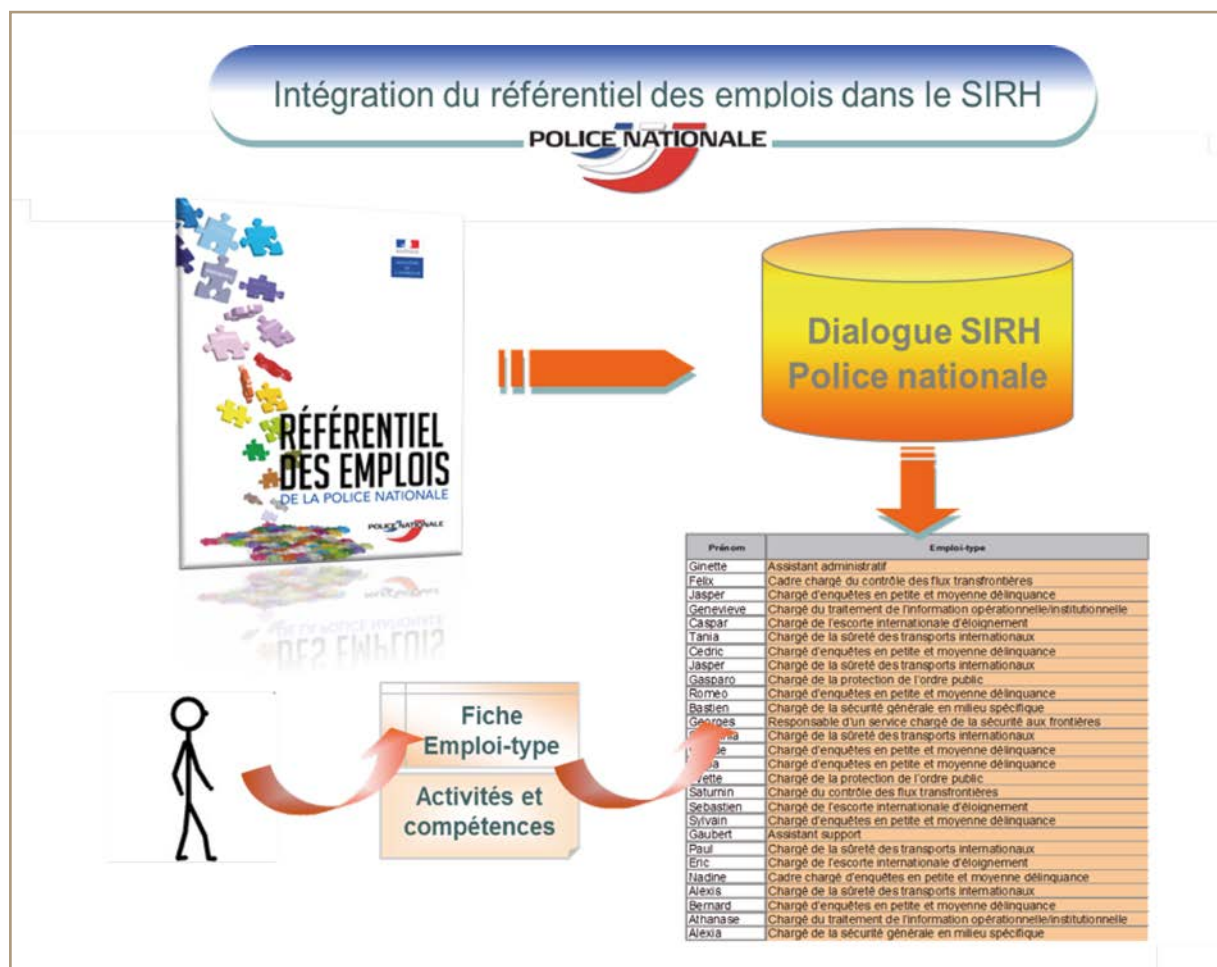 Intégration du référentiel des emplois dans le SIRH
POLICE NATIONALE
RÉFÉRENTIEL
DES EMPLOIS
DE LA POLICE NATIONALE
POLICE NATIONALE
Dialogue SIRH
Police nationale
Fiche
Emploi-type
Activités et
compétences
Prénom Emploi-type
Ginette Assistant administratif
Félix Cadre chargé du contrôle des flux transfrontières
Jasper Chargé d'enquêtes en petite et moyenne délinquance
Genevieve Chargé du traitement de l'information opérationnelle/institutionnelle
Caspar Chargé de l'escorte internationale d'éloignement
Tania Chargé de la sûreté des transports internationaux
Cedric Chargé d'enquêtes en petite et moyenne délinquance
Jasper Chargé de la sûreté des transports internationaux
Gasparo Chargé de la protection de l'ordre public
Roméo Chargé d'enquêtes en petite et moyenne délinquance
Bastien Chargé de la sécurité générale en milieu spécifique
Georges Responsable d'un service chargé de la sécurité aux frontières
Chargé de la sûreté des transports internationaux
Chargé d'enquêtes en petite et moyenne délinquance
Chargé d'enquêtes en petite et moyenne délinquance
Chargé de la protection de l'ordre public
Saturnin Chargé du contrôle des flux transfrontières
Sebastien Chargé de l'escorte internationale d'éloignement
Sylvain Chargé d'enquêtes en petite et moyenne délinquance
Gaubert Assistant support
Paul Chargé de la sûreté des transports internationaux
Eric Chargé de l'escorte internationale d'éloignement
Nadine Cadre chargé d'enquêtes en petite et moyenne délinquance
Alexis Chargé de la sûreté des transports internationaux
Bernard Chargé d'enquêtes en petite et moyenne délinquance
Athanase Chargé du traitement de l'information opérationnelle/institutionnelle
Alexia Chargé de la sécurité générale en milieu spécifique